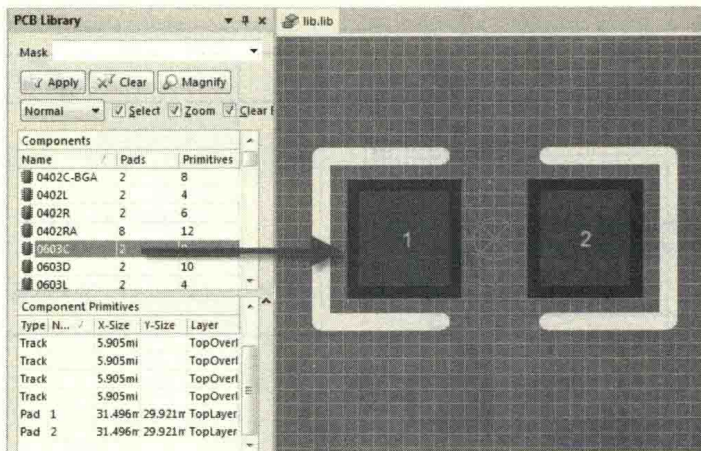 PCB Library
lib.lib
Mask
Apply Clear Magnify
Normal Select Zoom Clear
Components
Name Pads Primitives
0402C-BGA 2 8
0402L 2 4
0402R 2 6
0402RA 8 12
0603C 2
0603D 2 10
0603L 2 4
Component Primitives
Type N... X-Size Y-Size Layer
Track 5.905mi TopOverl
Track 5.905mi TopOverl
Track 5.905mi TopOverl
Track 5.905mi TopOverl
Pad 1 31.496m 29.921m TopLayer
Pad 2 31.496m 29.921m TopLayer
1
2